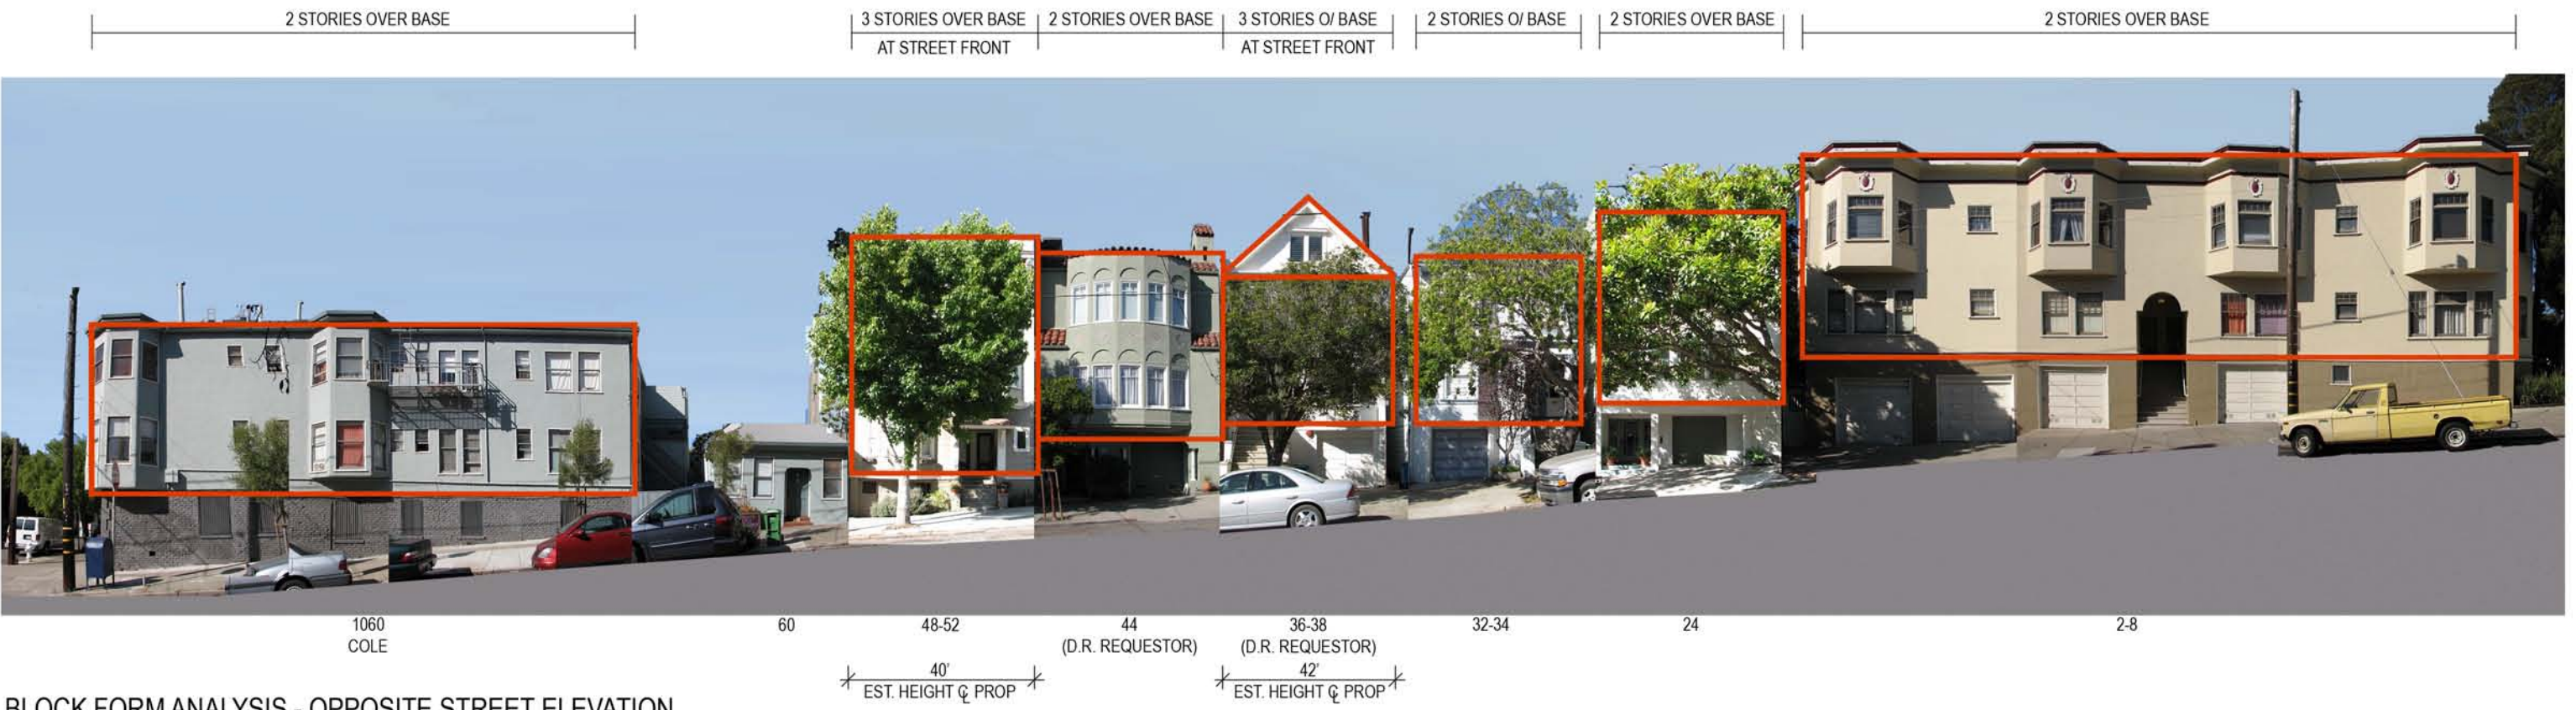 2 STORIES OVER BASE
3 STORIES OVER BASE
AT STREET FRONT
2 STORIES OVER BASE
3 STORIES O/ BASE
AT STREET FRONT
2 STORIES O/ BASE
2 STORIES OVER BASE
2 STORIES OVER BASE
1060
COLE
60
48-52
44
(D.R. REQUESTOR)
36-38
(D.R. REQUESTOR)
32-34
24
2-8
40'
EST. HEIGHT ℄ PROP
42'
EST. HEIGHT ℄ PROP
BLOCK FORM ANALYSIS - OPPOSITE STREET ELEVATION